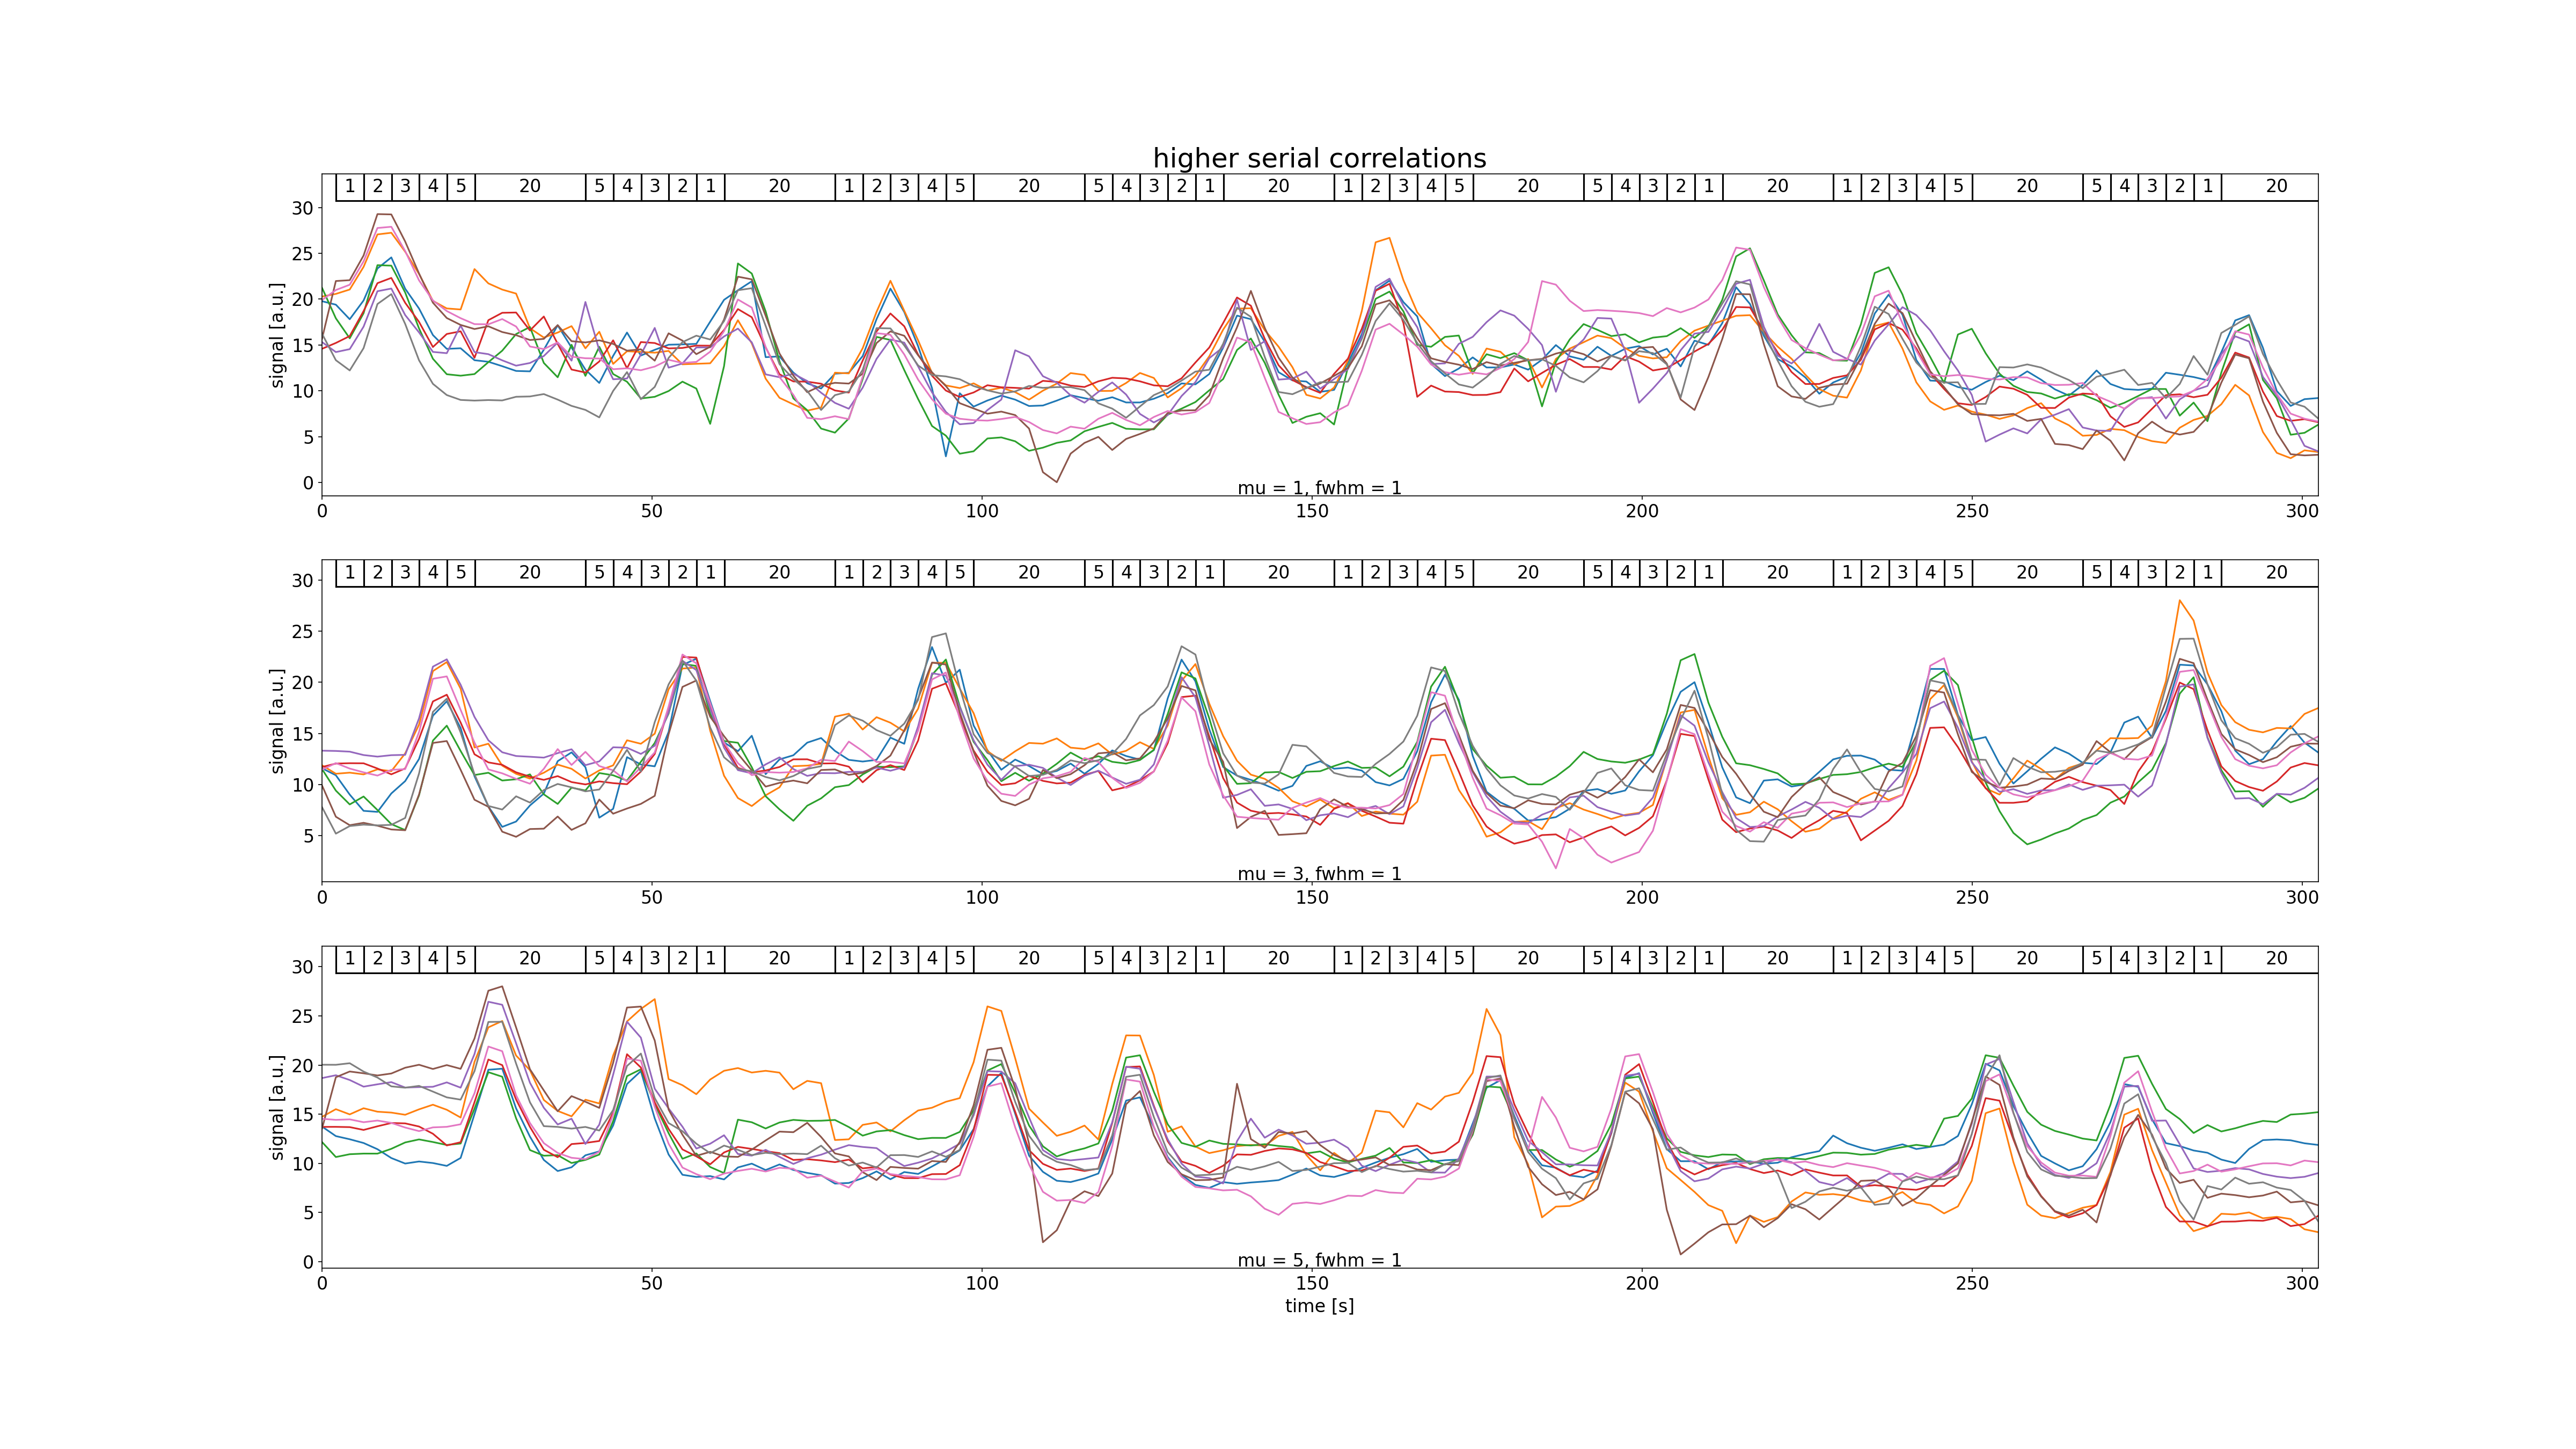 higher serial correlations
1 2 3 4 5 20 5 4 3 2 1 20 1 2 3 4 5 20 5 4 3 2 1 20 1 2 3 4 5 20 5 4 3 2 1 20 1 2 3 4 5 20 5 4 3 2 1 20
30
25
20
15
10
5
0
signal [a.u.]
mu = 1, fwhm = 1
0 50 100 150 200 250 300
1 2 3 4 5 20 5 4 3 2 1 20 1 2 3 4 5 20 5 4 3 2 1 20 1 2 3 4 5 20 5 4 3 2 1 20 1 2 3 4 5 20 5 4 3 2 1 20
30
25
20
15
10
5
signal [a.u.]
mu = 3, fwhm = 1
0 50 100 150 200 250 300
1 2 3 4 5 20 5 4 3 2 1 20 1 2 3 4 5 20 5 4 3 2 1 20 1 2 3 4 5 20 5 4 3 2 1 20 1 2 3 4 5 20 5 4 3 2 1 20
30
25
20
15
10
5
0
signal [a.u.]
mu = 5, fwhm = 1
0 50 100 150 200 250 300
time [s]